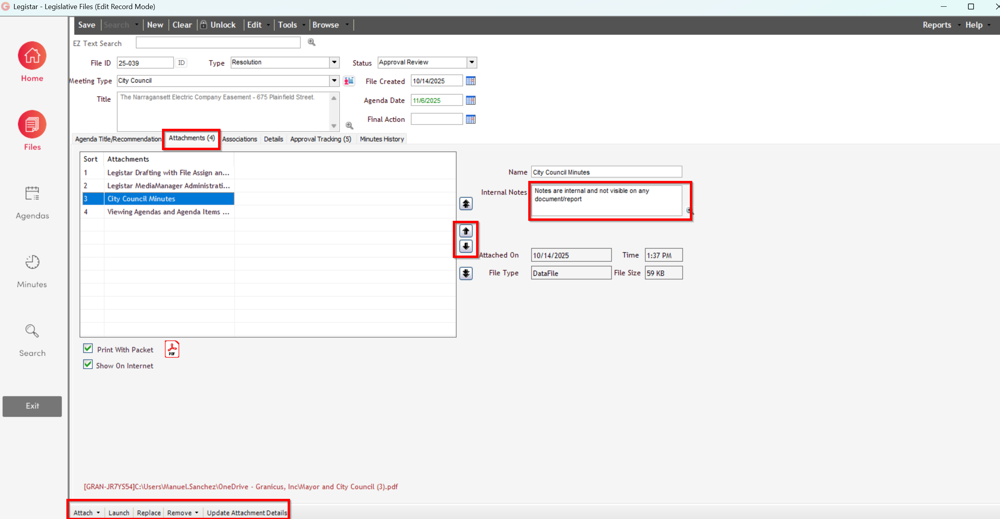 Legistar - Legislative Files (Edit Record Mode)
Save Search New Clear Unlock Edit Tools Browse Reports Help
EZ Text Search
File ID 25-039 ID Type Resolution Status Approval Review
Meeting Type City Council File Created 10/14/2025
Title The Narragansett Electric Company Easement - 675 Plainfield Street. Agenda Date 11/6/2025
Final Action
Agenda Title/Recommendation Attachments (4) Associations Details Approval Tracking (5) Minutes History
Home
Files
Agendas
Minutes
Search
Exit
Sort Attachments
1 Legistar Drafting with File Assign an...
2 Legistar MediaManager Administrati...
3 City Council Minutes
4 Viewing Agendas and Agenda Items ...
Name City Council Minutes
Internal Notes Notes are internal and not visible on any
document/report
Attached On 10/14/2025 Time 1:37 PM
File Type DataFile File Size 59 KB
Print With Packet PDF
Show On Internet
[GRAN-JR7YS54]C:\Users\Manuel.Sanchez\OneDrive - Granicus, Inc\Mayor and City Council (3).pdf
Attach Launch Replace Remove Update Attachment Details